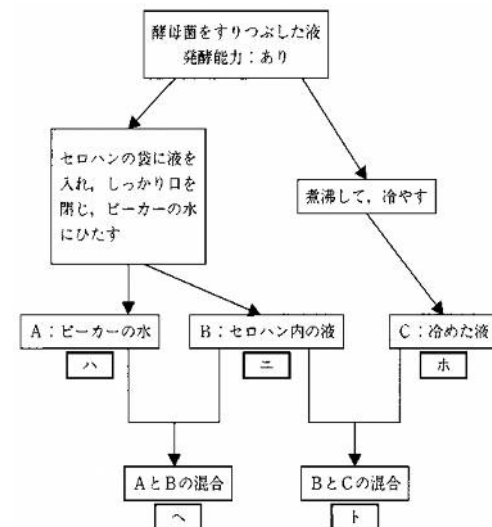 酵母菌をすりつぶした液
発酵能力：あり
セロハンの袋に液を
入れ，しっかり口を
閉じ，ビーカーの水
にひたす
煮沸して，冷やす
A：ビーカーの水
B：セロハン内の液
C：冷めた液
ハ
ニ
ホ
AとBの混合
BとCの混合
ヘ
ト